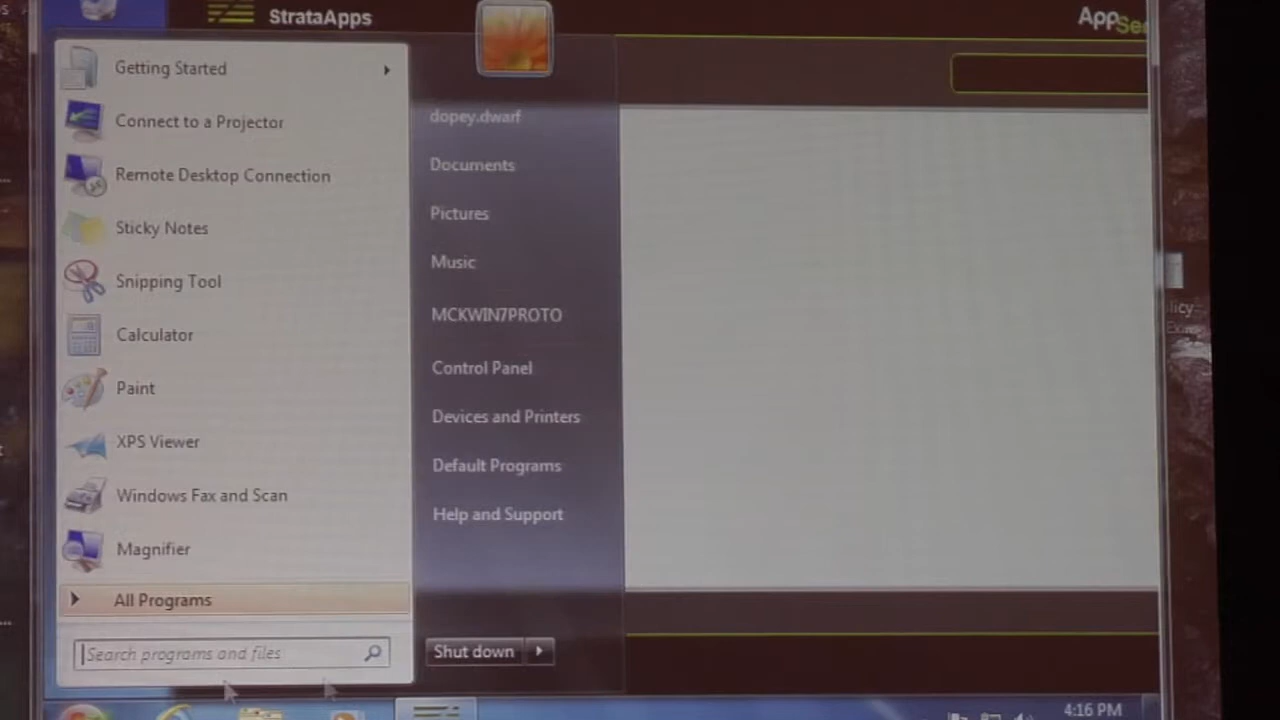 StrataApps
AppSe
Getting Started
Connect to a Projector
Remote Desktop Connection
Sticky Notes
Snipping Tool
Calculator
Paint
XPS Viewer
Windows Fax and Scan
Magnifier
All Programs
Search programs and files
dopey.dwarf
Documents
Pictures
Music
MCKWIN7PROTO
Control Panel
Devices and Printers
Default Programs
Help and Support
Shut down
licy
4:16 PM